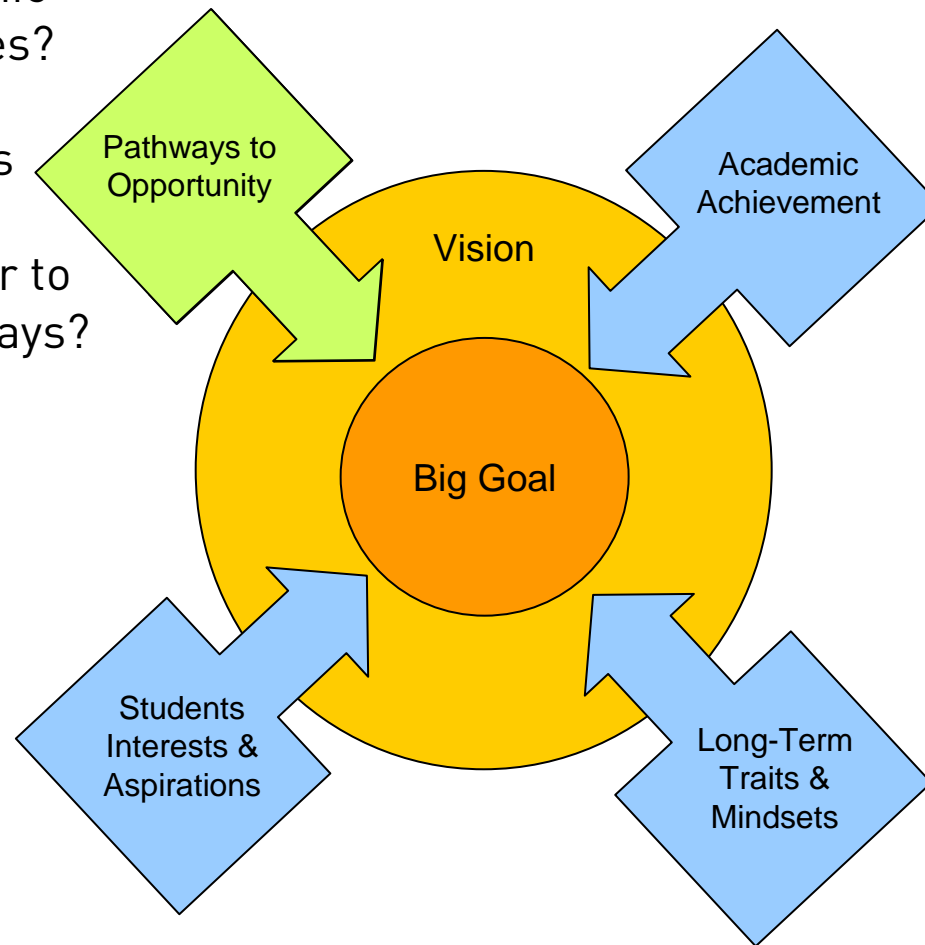 es?
s
r to
ays?
Pathways to
Opportunity
Academic
Achievement
Vision
Big Goal
Students
Interests &
Aspirations
Long-Term
Traits &
Mindsets